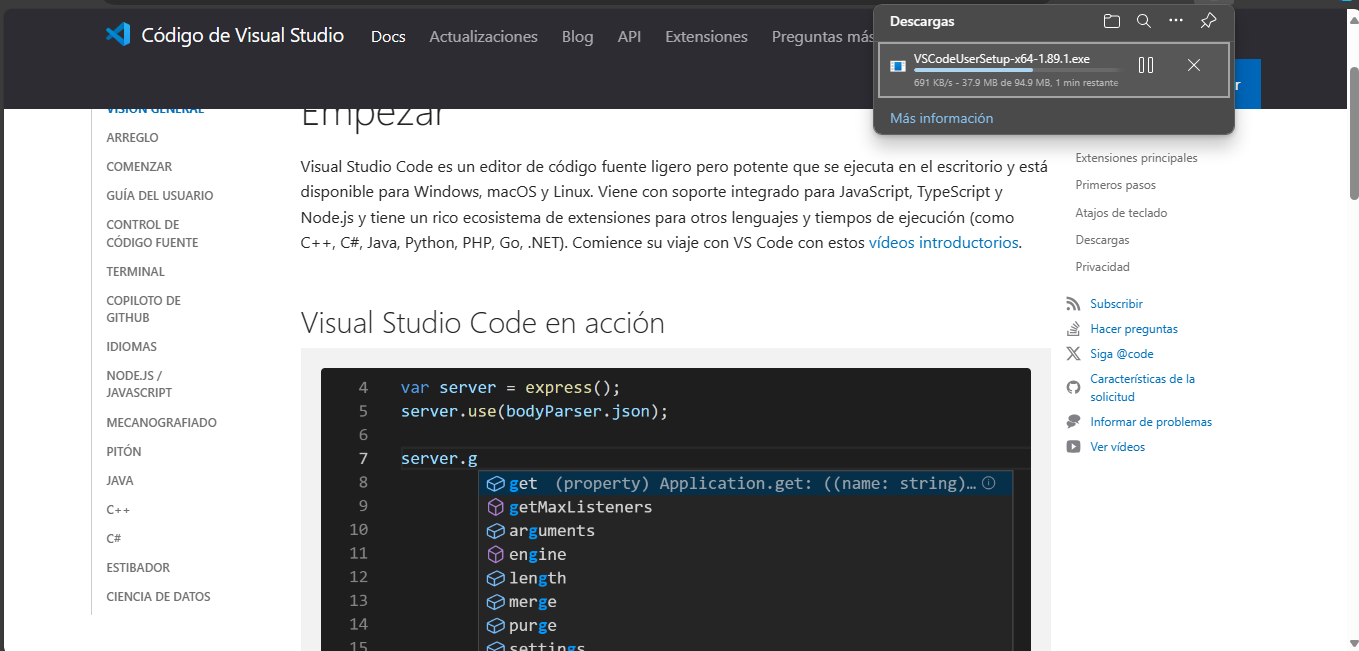 Código de Visual Studio
Docs
Actualizaciones
Blog
API
Extensiones
Preguntas más
Descargas
VSCodeUserSetup-x64-1.89.1.exe
691 KB/s - 37.9 MB de 94.9 MB, 1 min restante
Más información
VISIÓN GENERAL
ARREGLO
COMENZAR
GUÍA DEL USUARIO
CONTROL DE
CÓDIGO FUENTE
TERMINAL
COPILOTO DE
GITHUB
IDIOMAS
NODE.JS /
JAVASCRIPT
MECANOGRAFIADO
PITÓN
JAVA
C++
C#
ESTIBADOR
CIENCIA DE DATOS
Empezar
Visual Studio Code es un editor de código fuente ligero pero potente que se ejecuta en el escritorio y está
disponible para Windows, macOS y Linux. Viene con soporte integrado para JavaScript, TypeScript y
Node.js y tiene un rico ecosistema de extensiones para otros lenguajes y tiempos de ejecución (como
C++, C#, Java, Python, PHP, Go, .NET). Comience su viaje con VS Code con estos vídeos introductorios.
Visual Studio Code en acción
4 var server = express();
5 server.use(bodyParser.json);
6
7 server.g
8 get (property) Application.get: ((name: string)…
9 getMaxListeners
10 arguments
11 engine
12 length
13 merge
14 purge
15 settings
Extensiones principales
Primeros pasos
Atajos de teclado
Descargas
Privacidad
Subscribir
Hacer preguntas
Siga @code
Características de la
solicitud
Informar de problemas
Ver vídeos